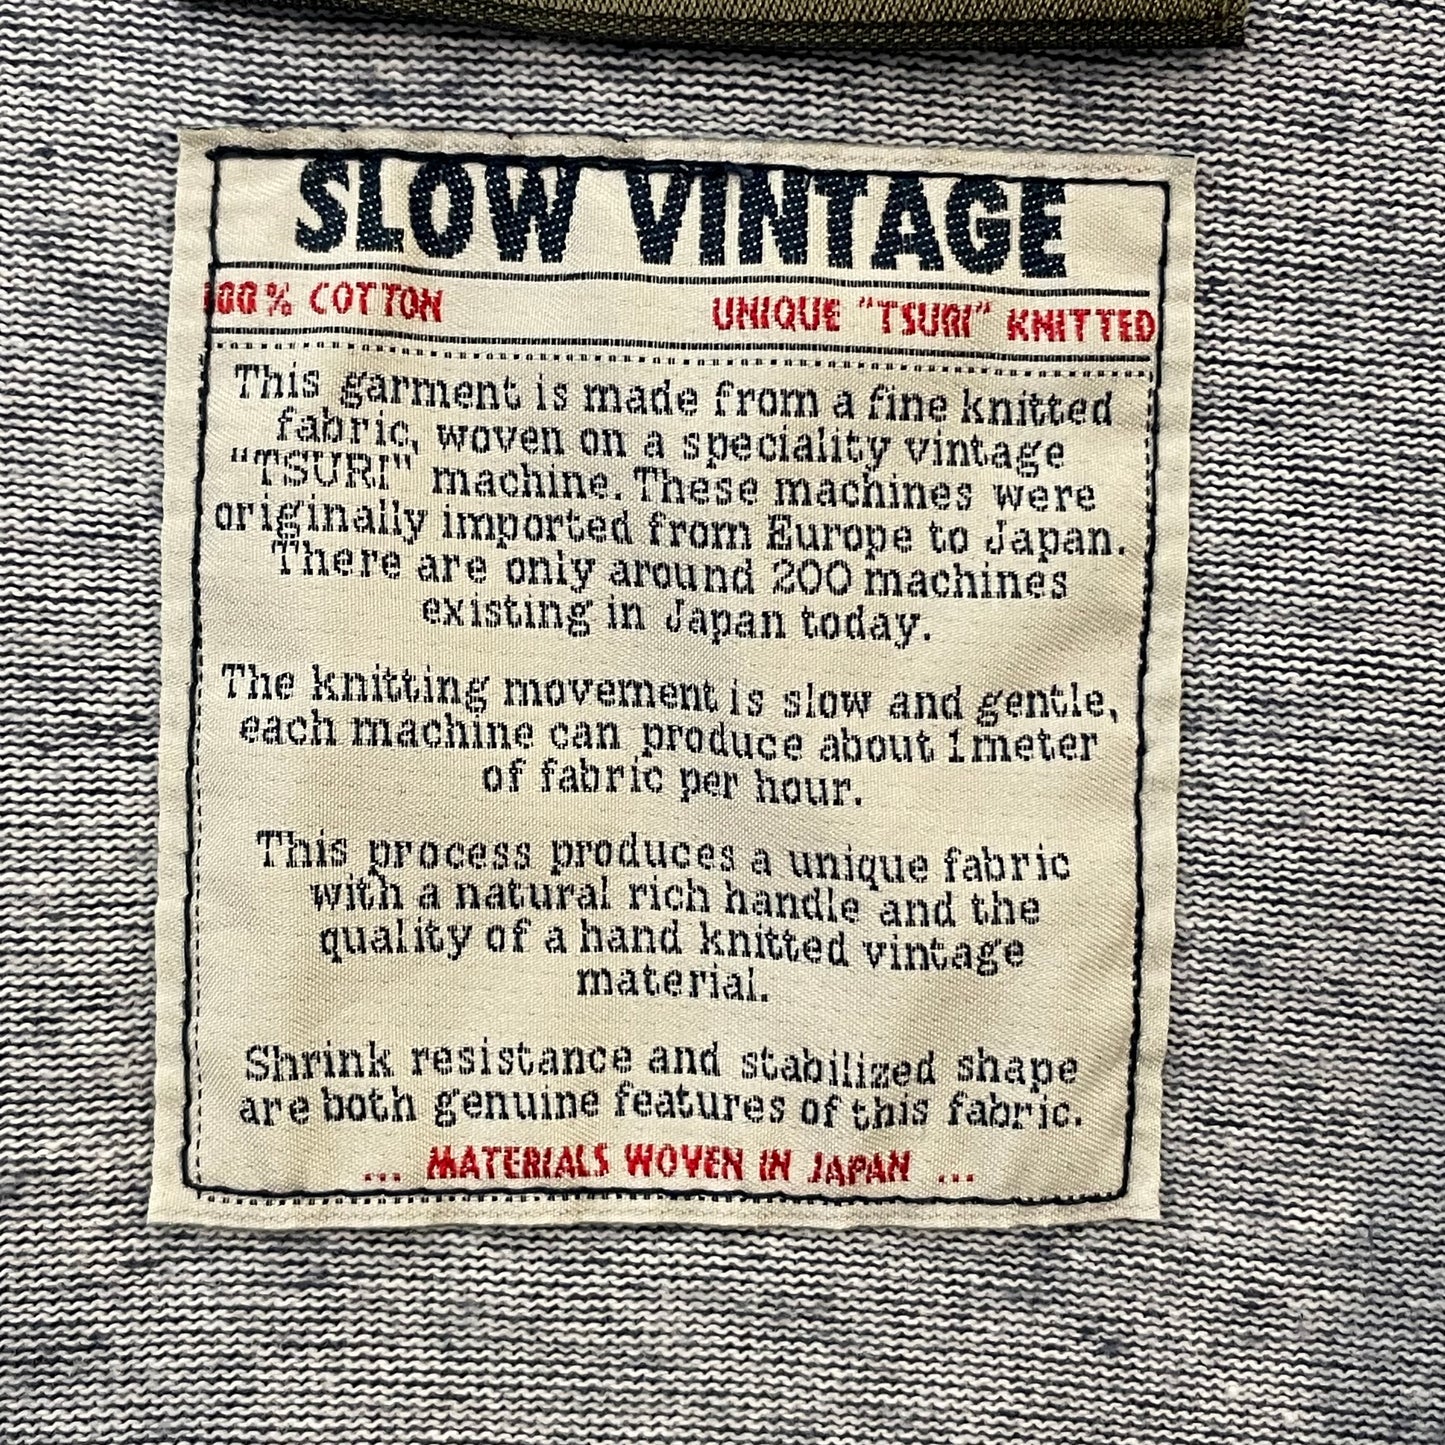 SLOW VINTAGE
100% COTTON UNIQUE "TSURI" KNITTED
This garment is made from a fine knitted
fabric, woven on a speciality vintage
"TSURI" machine. These machines were
originally imported from Europe to Japan.
There are only around 200 machines
existing in Japan today.
The knitting movement is slow and gentle,
each machine can produce about 1 meter
of fabric per hour.
This process produces a unique fabric
with a natural rich handle and the
quality of a hand knitted vintage
material.
Shrink resistance and stabilized shape
are both genuine features of this fabric.
... MATERIALS WOVEN IN JAPAN ...